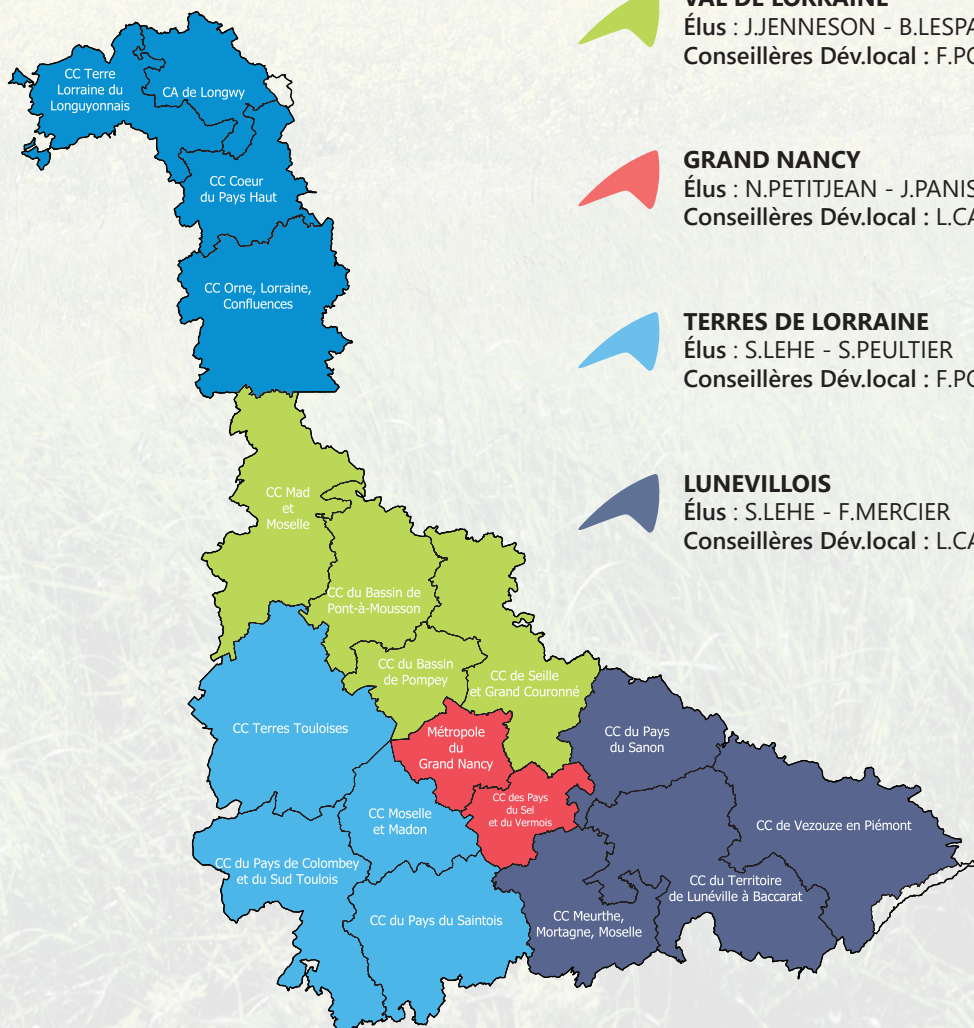 VAL DE LORRAINE
Élus : J.JENNESON - B.LESPA
Conseillères Dév.local : F.PO
GRAND NANCY
Élus : N.PETITJEAN - J.PANIS
Conseillères Dév.local : L.CA
TERRES DE LORRAINE
Élus : S.LEHE - S.PEULTIER
Conseillères Dév.local : F.PO
LUNEVILLOIS
Élus : S.LEHE - F.MERCIER
Conseillères Dév.local : L.CA
CC Terre
Lorraine du
Longuyonnais
CA de Longwy
CC Coeur
du Pays Haut
CC Orne, Lorraine,
Confluences
CC Mad
et
Moselle
CC du Bassin de
Pont-à-Mousson
CC du Bassin
de Pompey
CC de Seille
et Grand Couronné
CC Terres Touloises
Métropole
du
Grand Nancy
CC du Pays
du Sanon
CC des Pays
du Sel
et du Vermois
CC Moselle
et Madon
CC de Vezouze en Piémont
CC du Pays de Colombey
et du Sud Toulois
CC du Territoire
de Lunéville à Baccarat
CC du Pays du Saintois
CC Meurthe,
Mortagne, Moselle